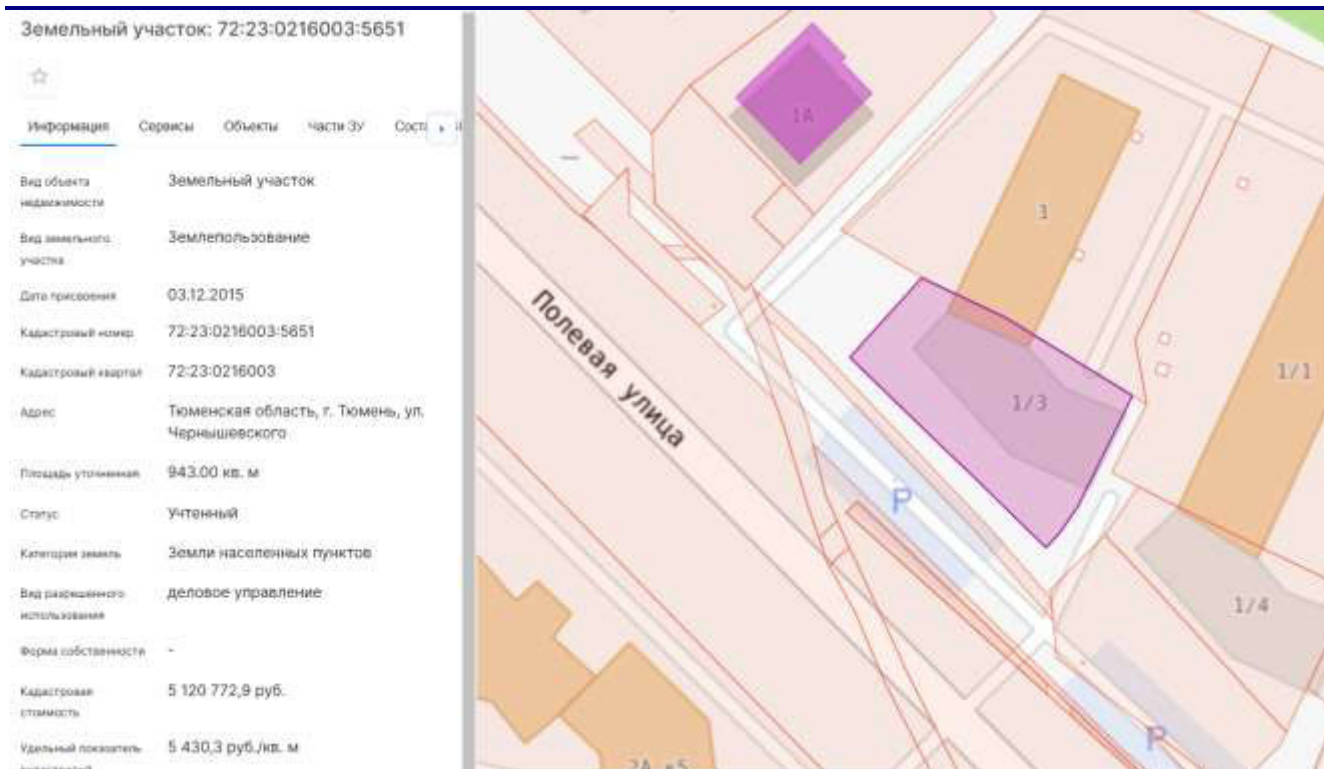 Земельный участок: 72:23:0216003:5651
Информация Сервисы Объекты Части ЗУ Соста
Вид объекта
недвижимости
Земельный участок
Вид земельного
участка
Землепользование
Дата присвоения
03.12.2015
Кадастровый номер
72:23:0216003:5651
Кадастровый квартал
72:23:0216003
Адрес
Тюменская область, г. Тюмень, ул.
Чернышевского
Площадь уточненная
943.00 кв. м
Статус
Учтенный
Категория земель
Земли населенных пунктов
Вид разрешенного
использования
деловое управление
Форма собственности
-
Кадастровая
стоимость
5 120 772,9 руб.
Удельный показатель
5 430,3 руб./кв. м
1А
1
Полевая улица
1/3
1/1
Р
1/4
Р
2А к5